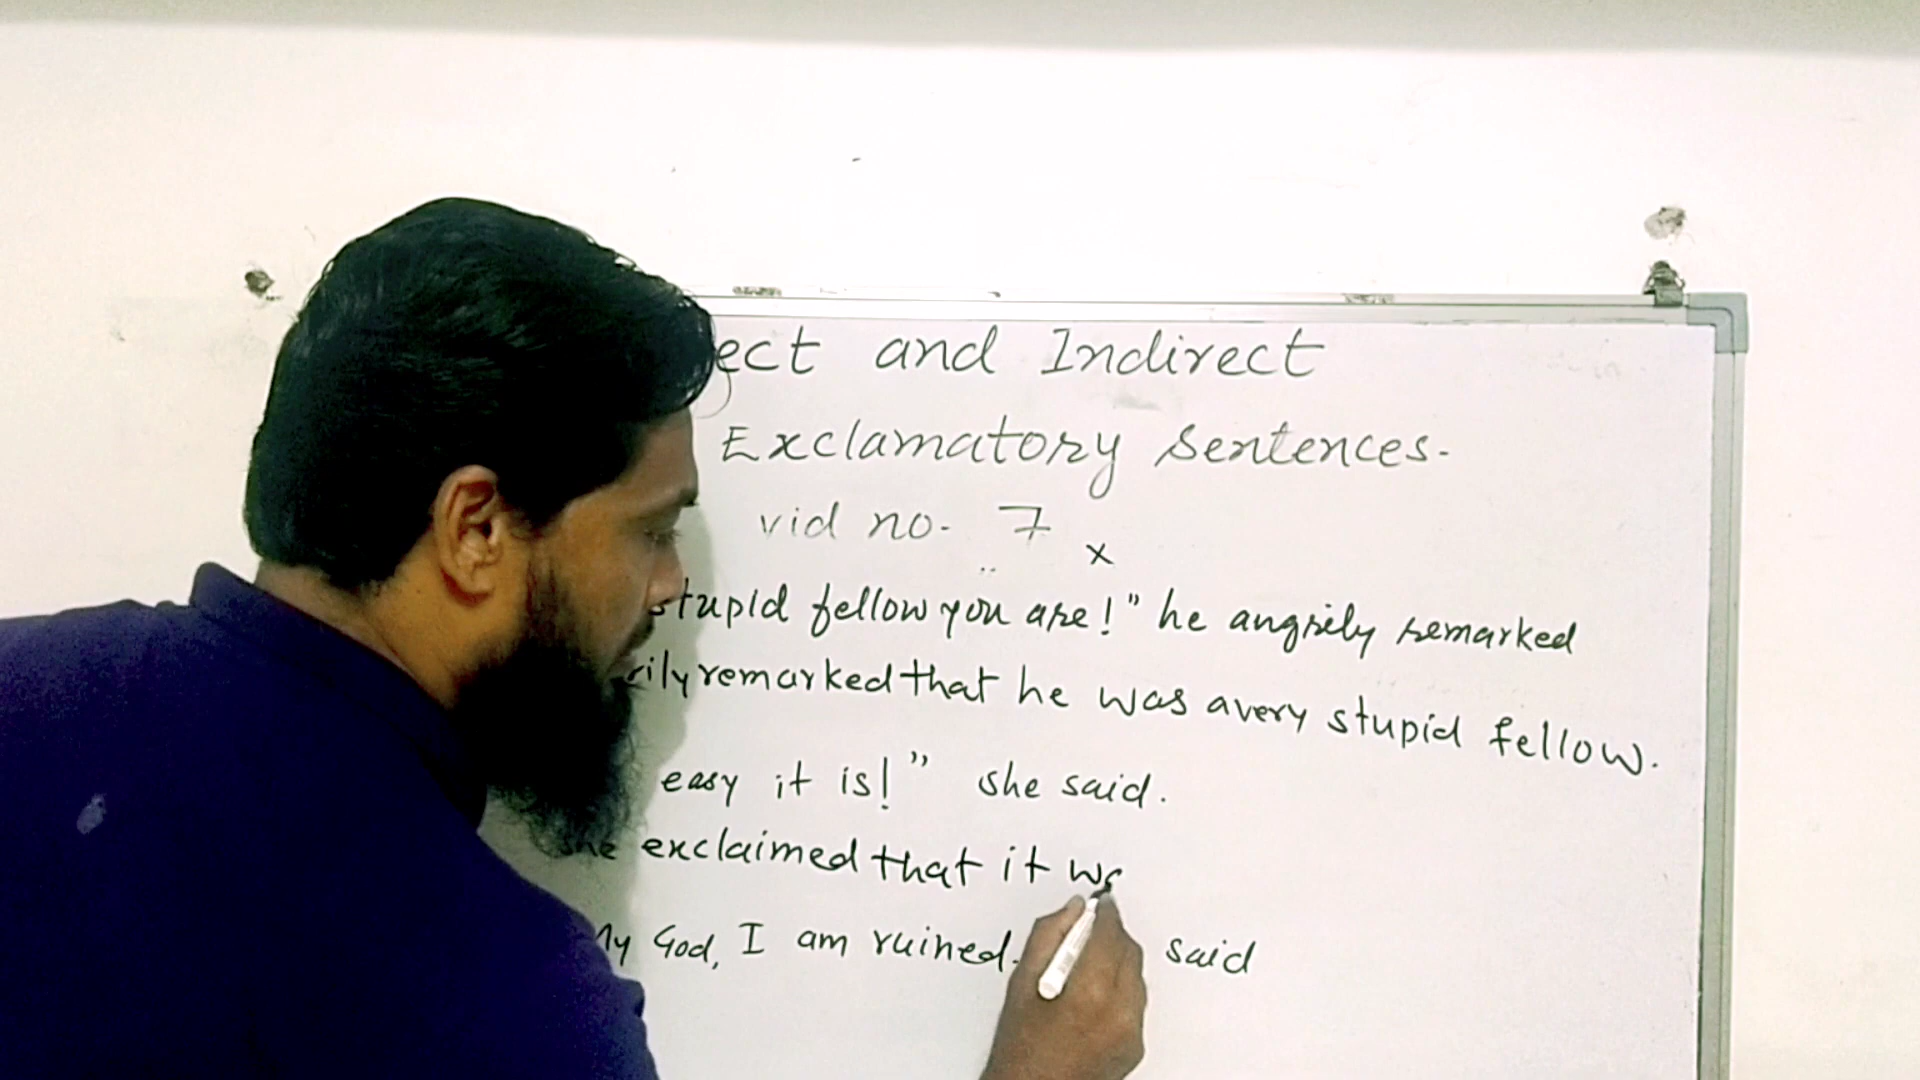 ect and Indirect
Exclamatory sentences.
vid no. 7
x
stupid fellow you are!" he angrily remarked
rily remarked that he was a very stupid fellow.
easy it is!" she said.
she exclaimed that it wa
My God, I am ruined. said